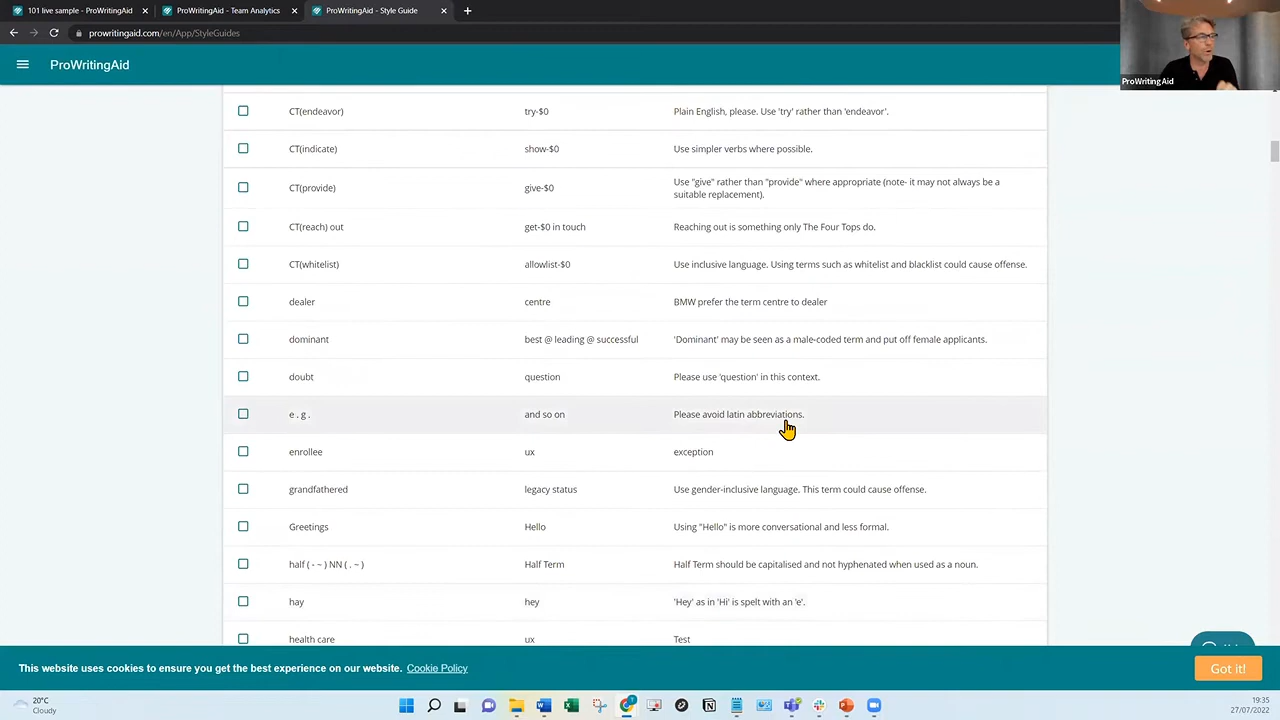 101 live sample - ProWritingAid
ProWritingAid - Team Analytics
ProWritingAid - Style Guide
prowritingaid.com/en/App/StyleGuides
ProWriting Aid
ProWritingAid
CT(endeavor) try-$0 Plain English, please. Use 'try' rather than 'endeavor'.
CT(indicate) show-$0 Use simpler verbs where possible.
CT(provide) give-$0 Use "give" rather than "provide" where appropriate (note- it may not always be a
suitable replacement).
CT(reach) out get-$0 in touch Reaching out is something only The Four Tops do.
CT(whitelist) allowlist-$0 Use inclusive language. Using terms such as whitelist and blacklist could cause offense.
dealer centre BMW prefer the term centre to dealer
dominant best @ leading @ successful 'Dominant' may be seen as a male-coded term and put off female applicants.
doubt question Please use 'question' in this context.
e . g . and so on Please avoid latin abbreviations.
enrollee ux exception
grandfathered legacy status Use gender-inclusive language. This term could cause offense.
Greetings Hello Using "Hello" is more conversational and less formal.
half ( - ~ ) NN ( . ~ ) Half Term Half Term should be capitalised and not hyphenated when used as a noun.
hay hey 'Hey' as in 'Hi' is spelt with an 'e'.
health care ux Test
This website uses cookies to ensure you get the best experience on our website. Cookie Policy
Got it!
20°C
Cloudy
19:35
27/07/2022